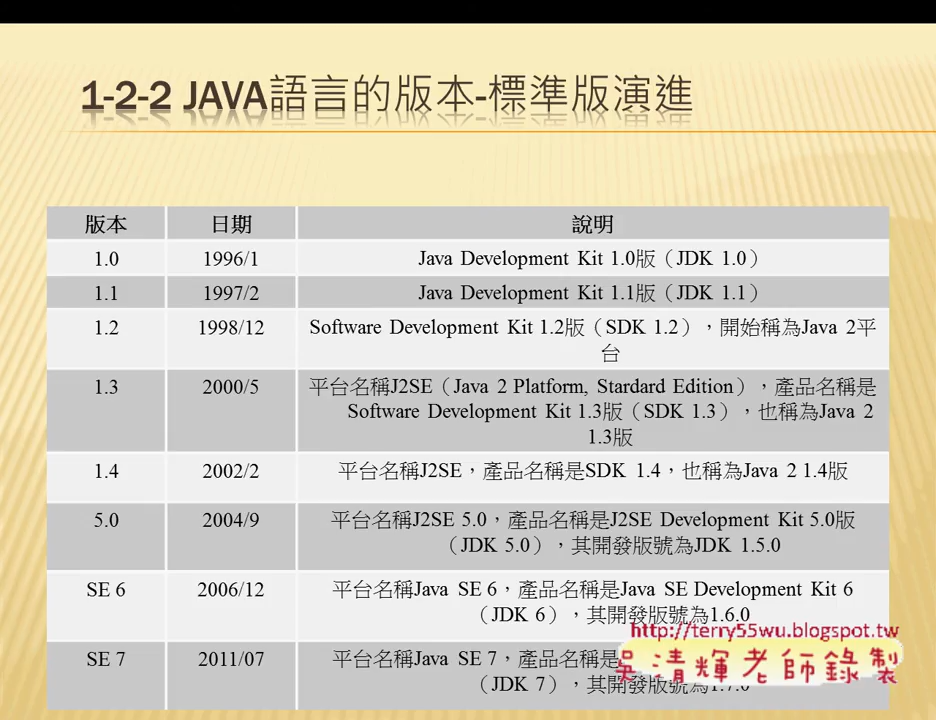 1-2-2 JAVA語言的版本-標準版演進
版本 日期 說明
1.0 1996/1 Java Development Kit 1.0版（JDK 1.0）
1.1 1997/2 Java Development Kit 1.1版（JDK 1.1）
1.2 1998/12 Software Development Kit 1.2版（SDK 1.2），開始稱為Java 2平
台
1.3 2000/5 平台名稱J2SE（Java 2 Platform, Stardard Edition），產品名稱是
Software Development Kit 1.3版（SDK 1.3），也稱為Java 2
1.3版
1.4 2002/2 平台名稱J2SE，產品名稱是SDK 1.4，也稱為Java 2 1.4版
5.0 2004/9 平台名稱J2SE 5.0，產品名稱是J2SE Development Kit 5.0版
（JDK 5.0），其開發版號為JDK 1.5.0
SE 6 2006/12 平台名稱Java SE 6，產品名稱是Java SE Development Kit 6
（JDK 6），其開發版號為1.6.0
http://terry55wu.blogspot.tw
SE 7 2011/07 平台名稱Java SE 7，產品名稱是
吳清輝老師錄製
（JDK 7），其開發版號為1.7.0